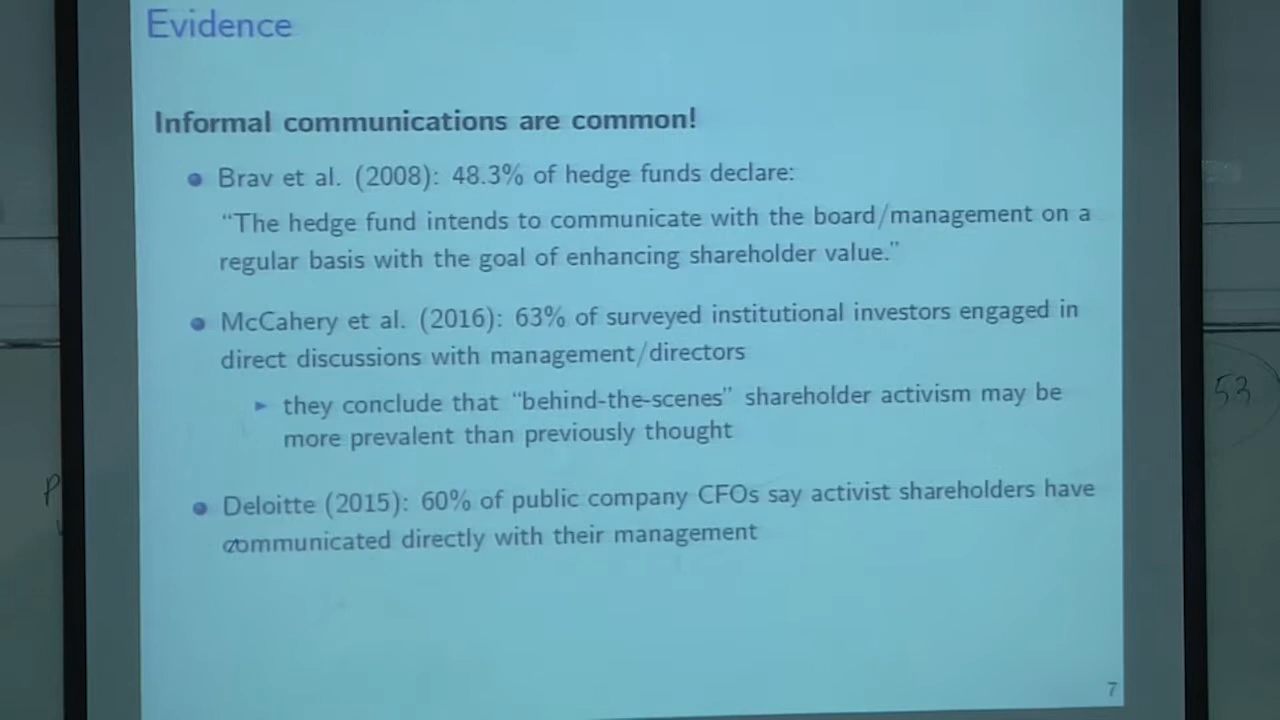 Evidence
Informal communications are common!
Brav et al. (2008): 48.3% of hedge funds declare:
"The hedge fund intends to communicate with the board/management on a
regular basis with the goal of enhancing shareholder value."
McCahery et al. (2016): 63% of surveyed institutional investors engaged in
direct discussions with management/directors
they conclude that "behind-the-scenes" shareholder activism may be
more prevalent than previously thought
Deloitte (2015): 60% of public company CFOs say activist shareholders have
communicated directly with their management
7
53